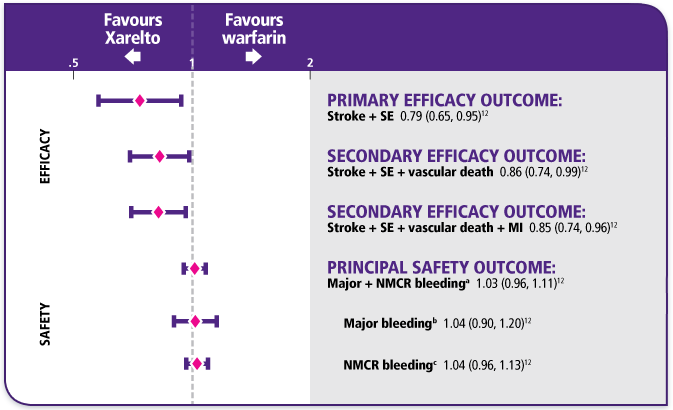 Favours
Xarelto
Favours
warfarin
.5
1
2
EFFICACY
PRIMARY EFFICACY OUTCOME:
Stroke + SE 0.79 (0.65, 0.95)¹²
SECONDARY EFFICACY OUTCOME:
Stroke + SE + vascular death 0.86 (0.74, 0.99)¹²
SECONDARY EFFICACY OUTCOME:
Stroke + SE + vascular death + MI 0.85 (0.74, 0.96)¹²
SAFETY
PRINCIPAL SAFETY OUTCOME:
Major + NMCR bleedingᵃ 1.03 (0.96, 1.11)¹²
Major bleedingᵇ 1.04 (0.90, 1.20)¹²
NMCR bleedingᶜ 1.04 (0.96, 1.13)¹²